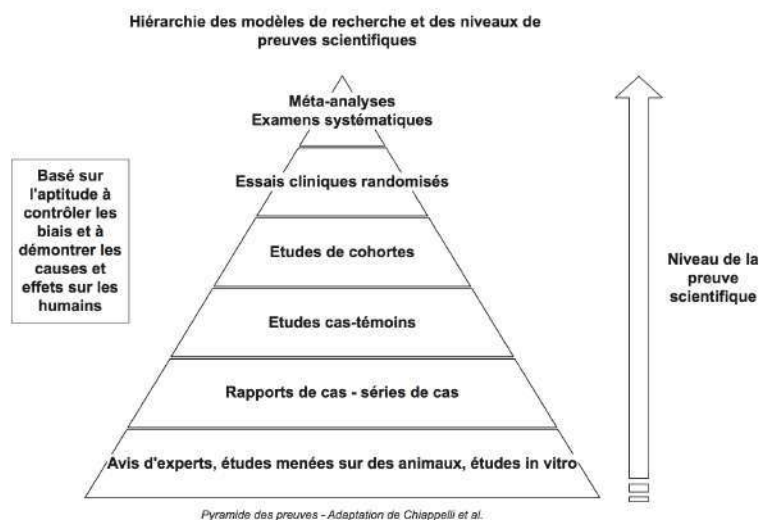 Hiérarchie des modèles de recherche et des niveaux de
preuves scientifiques
Méta-analyses
Examens systématiques
Essais cliniques randomisés
Etudes de cohortes
Etudes cas-témoins
Rapports de cas - séries de cas
Avis d'experts, études menées sur des animaux, études in vitro
Basé sur
l'aptitude à
contrôler les
biais et à
démontrer les
causes et
effets sur les
humains
Niveau de la
preuve
scientifique
Pyramide des preuves - Adaptation de Chiappelli et al.